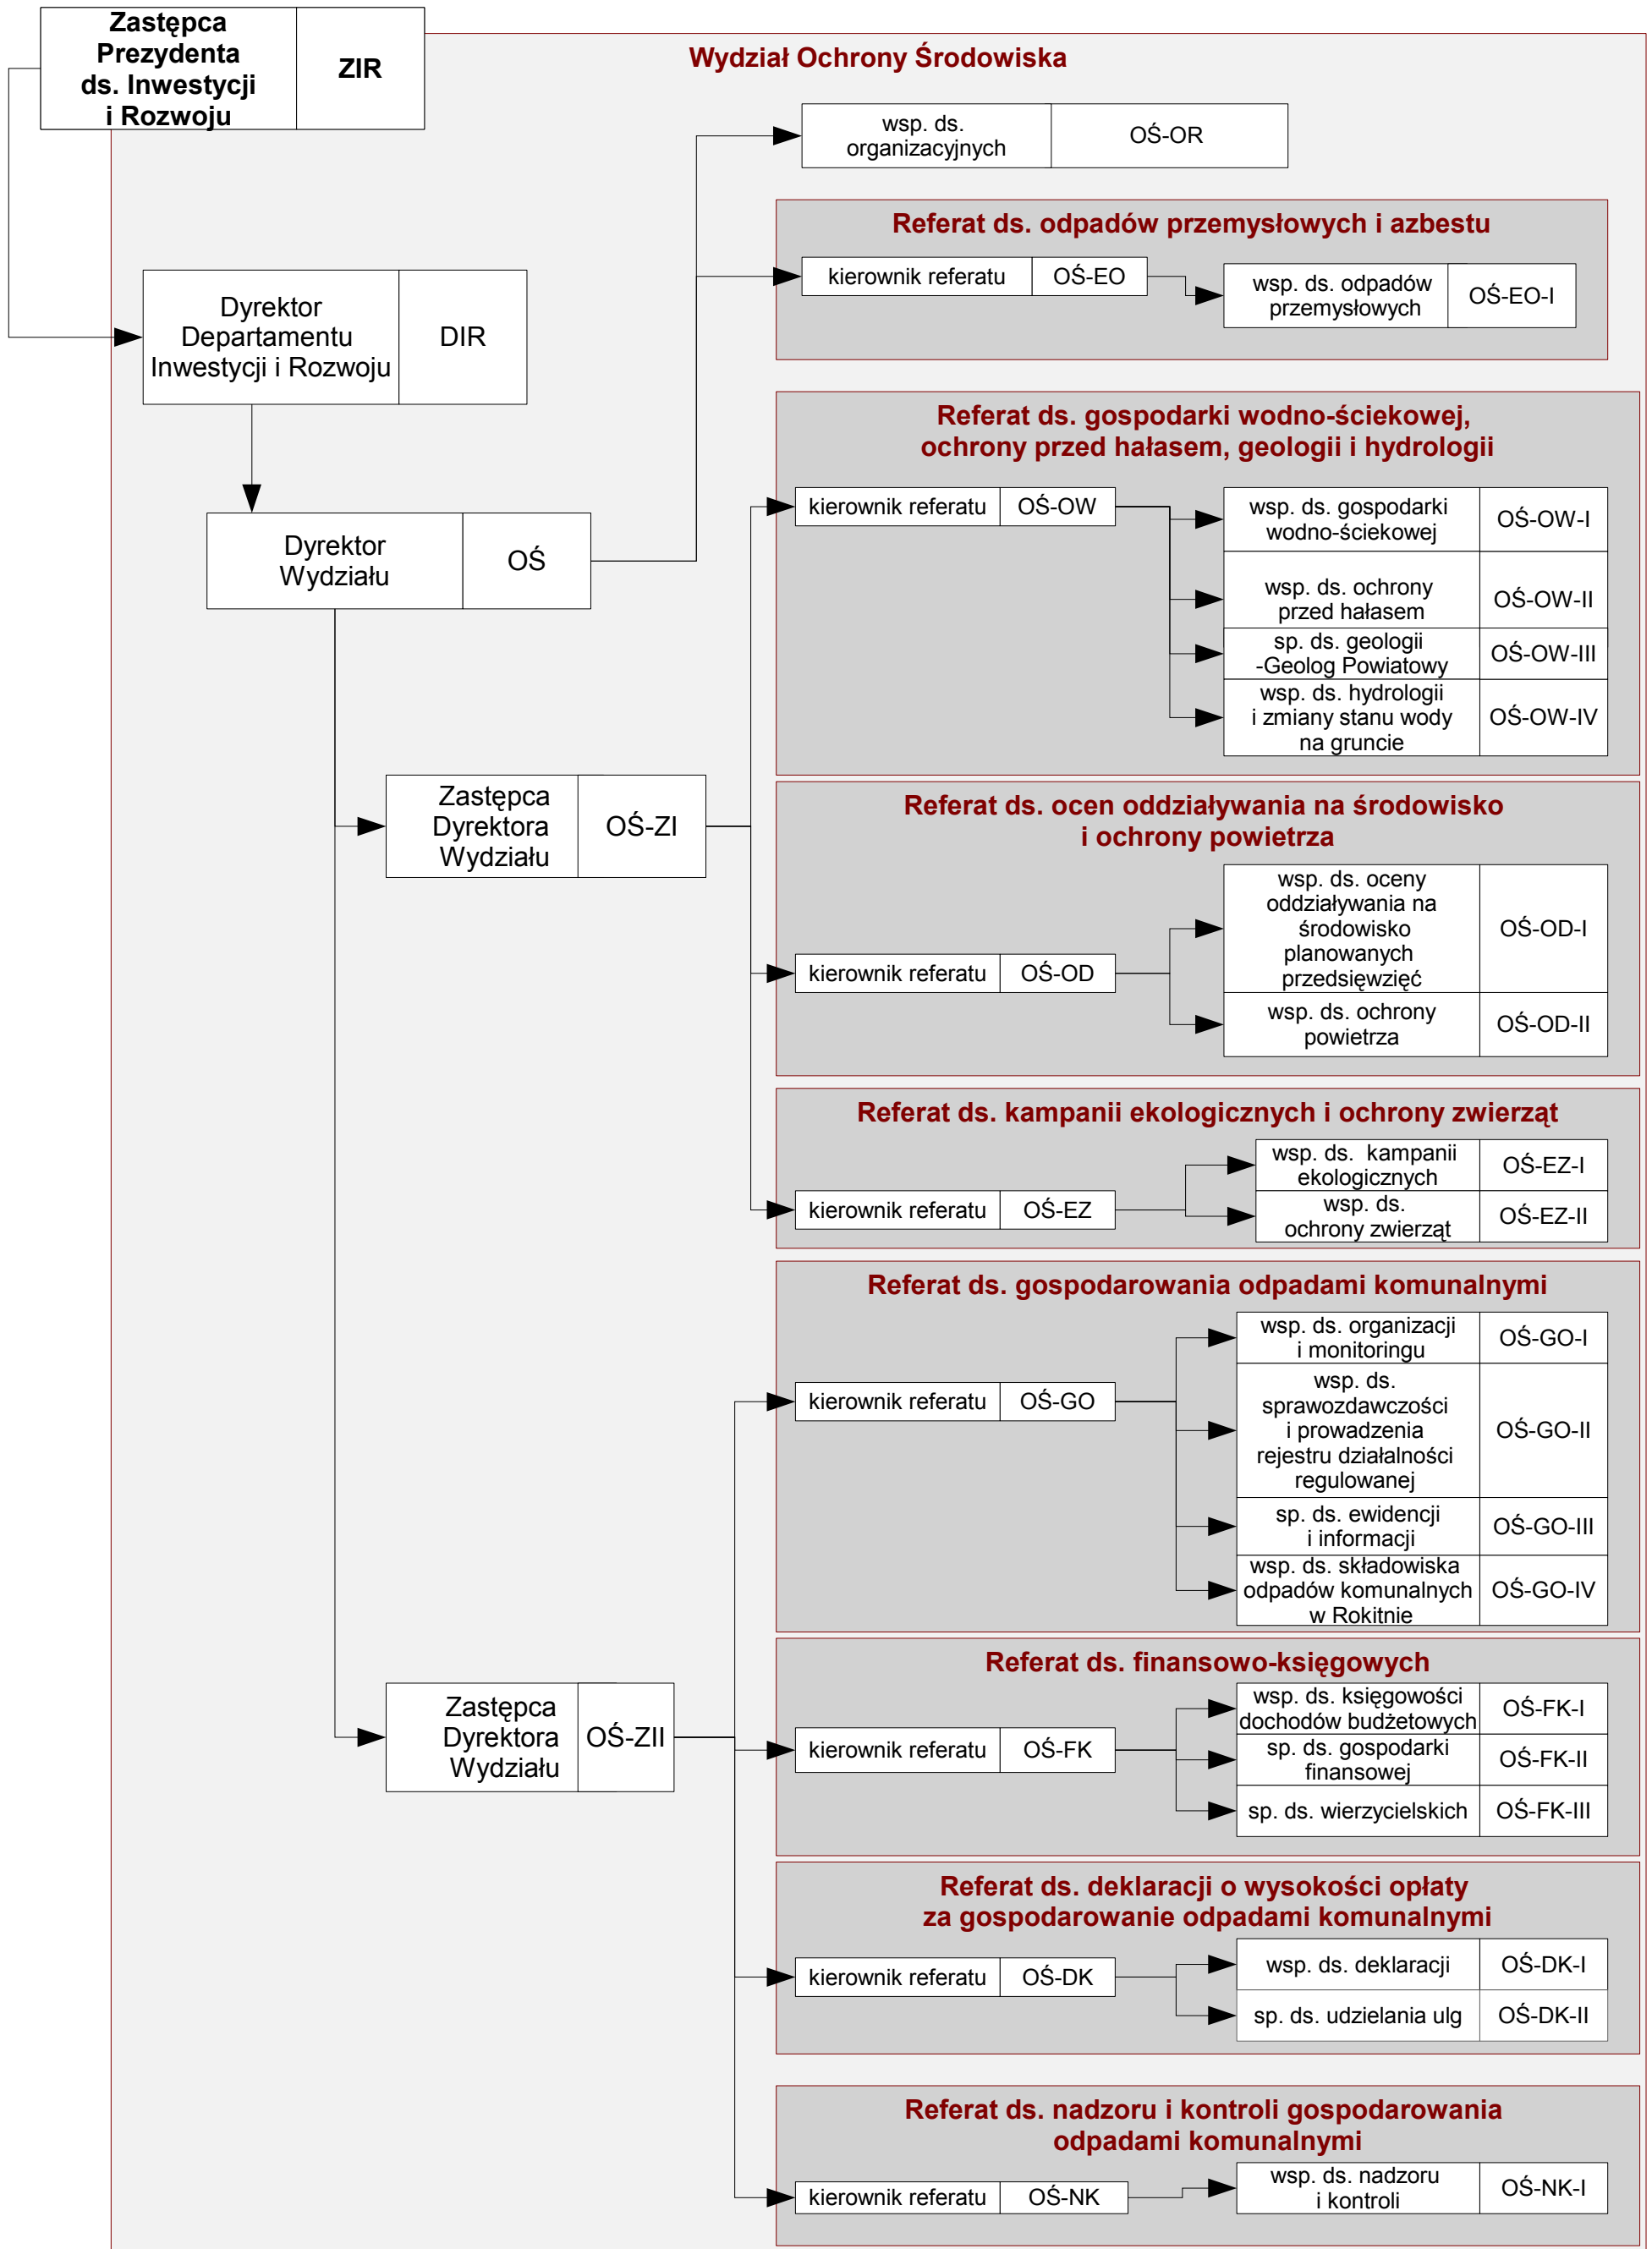 Zastępca
Prezydenta
ds. Inwestycji
i Rozwoju
ZIR
Wydział Ochrony Środowiska
wsp. ds.
organizacyjnych
OŚ-OR
Referat ds. odpadów przemysłowych i azbestu
kierownik referatu
OŚ-EO
wsp. ds. odpadów
przemysłowych
OŚ-EO-I
Dyrektor
Departamentu
Inwestycji i Rozwoju
DIR
Referat ds. gospodarki wodno-ściekowej,
ochrony przed hałasem, geologii i hydrologii
kierownik referatu
OŚ-OW
wsp. ds. gospodarki
wodno-ściekowej
OŚ-OW-I
wsp. ds. ochrony
przed hałasem
OŚ-OW-II
sp. ds. geologii
-Geolog Powiatowy
OŚ-OW-III
wsp. ds. hydrologii
i zmiany stanu wody
na gruncie
OŚ-OW-IV
Dyrektor
Wydziału
OŚ
Zastępca
Dyrektora
Wydziału
OŚ-ZI
Referat ds. ocen oddziaływania na środowisko
i ochrony powietrza
kierownik referatu
OŚ-OD
wsp. ds. oceny
oddziaływania na
środowisko
planowanych
przedsięwzięć
OŚ-OD-I
wsp. ds. ochrony
powietrza
OŚ-OD-II
Referat ds. kampanii ekologicznych i ochrony zwierząt
kierownik referatu
OŚ-EZ
wsp. ds. kampanii
ekologicznych
OŚ-EZ-I
wsp. ds.
ochrony zwierząt
OŚ-EZ-II
Referat ds. gospodarowania odpadami komunalnymi
kierownik referatu
OŚ-GO
wsp. ds. organizacji
i monitoringu
OŚ-GO-I
wsp. ds.
sprawozdawczości
i prowadzenia
rejestru działalności
regulowanej
OŚ-GO-II
sp. ds. ewidencji
i informacji
OŚ-GO-III
wsp. ds. składowiska
odpadów komunalnych
w Rokitnie
OŚ-GO-IV
Zastępca
Dyrektora
Wydziału
OŚ-ZII
Referat ds. finansowo-księgowych
kierownik referatu
OŚ-FK
wsp. ds. księgowości
dochodów budżetowych
OŚ-FK-I
sp. ds. gospodarki
finansowej
OŚ-FK-II
sp. ds. wierzycielskich
OŚ-FK-III
Referat ds. deklaracji o wysokości opłaty
za gospodarowanie odpadami komunalnymi
kierownik referatu
OŚ-DK
wsp. ds. deklaracji
OŚ-DK-I
sp. ds. udzielania ulg
OŚ-DK-II
Referat ds. nadzoru i kontroli gospodarowania
odpadami komunalnymi
kierownik referatu
OŚ-NK
wsp. ds. nadzoru
i kontroli
OŚ-NK-I